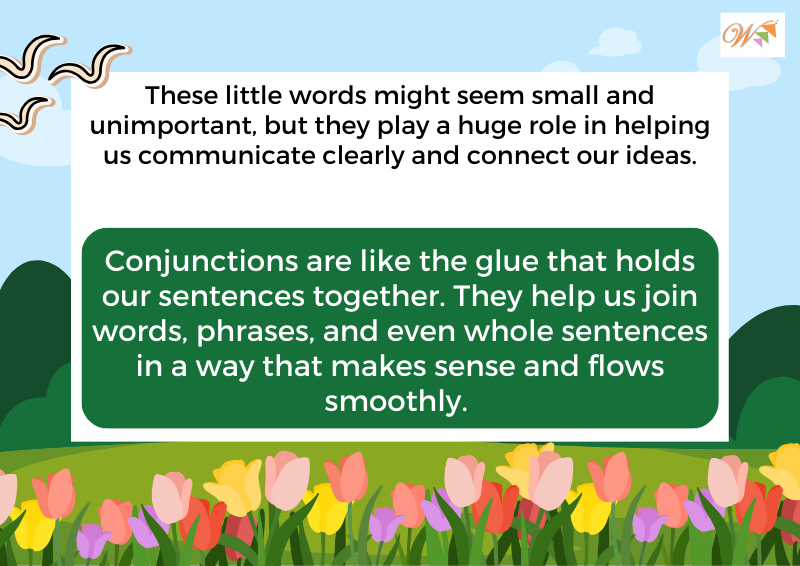 W
These little words might seem small and
unimportant, but they play a huge role in helping
us communicate clearly and connect our ideas.
Conjunctions are like the glue that holds
our sentences together. They help us join
words, phrases, and even whole sentences
in a way that makes sense and flows
smoothly.